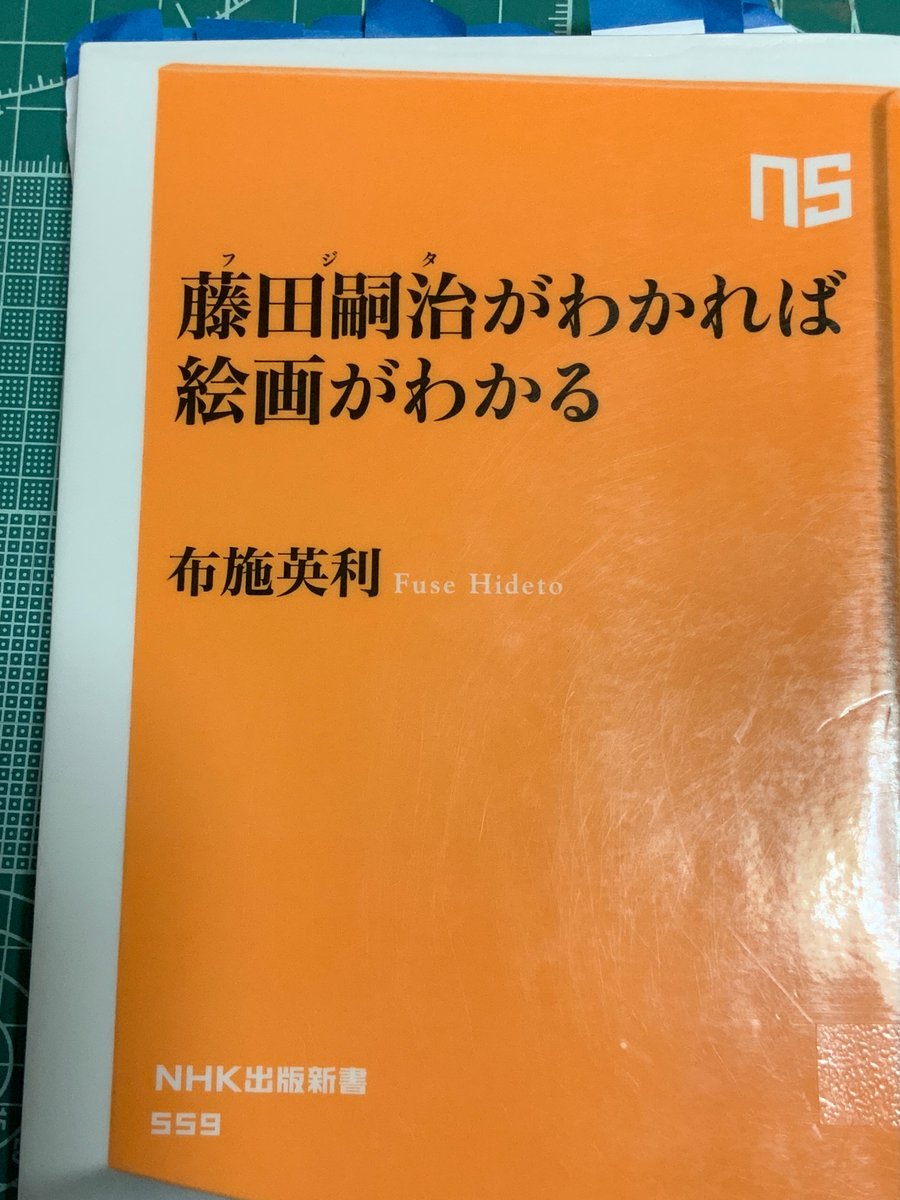 ns
フジタ
藤田嗣治がわかれば
絵画がわかる
布施英利 Fuse Hideto
NHK出版新書
559